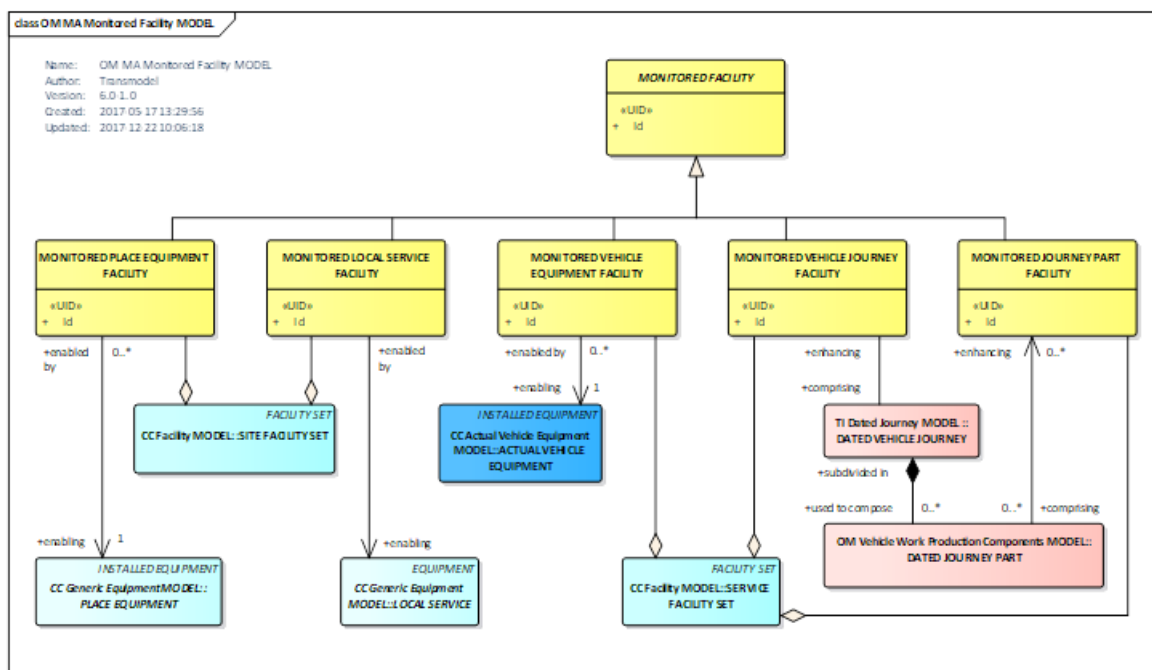 class OM MA Monitored Facility MODEL
Name: OM MA Monitored Facility MODEL
Author: Transmodel
Version: 6.0-1.0
Created: 2017-05-17 13:29:56
Updated: 2017-12-22 10:06:18
MONITORED FACILITY
«UID»
+ Id
MONITORED PLACE EQUIPMENT
FACILITY
«UID»
+ Id
MONITORED LOCAL SERVICE
FACILITY
«UID»
+ Id
MONITORED VEHICLE
EQUIPMENT FACILITY
«UID»
+ Id
MONITORED VEHICLE JOURNEY
FACILITY
«UID»
+ Id
MONITORED JOURNEY PART
FACILITY
«UID»
+ Id
+enabled
by
0..*
+enabled
by
+enabled by
0..*
+enhancing
+enhancing
0..*
+enabling
1
+comprising
FACILITY SET
CC Facility MODEL::SITE FACILITY SET
INSTALLED EQUIPMENT
CC Actual Vehicle Equipment
MODEL::ACTUAL VEHICLE
EQUIPMENT
TI Dated Journey MODEL ::
DATED VEHICLE JOURNEY
+subdivided in
+used to compose
0..*
0..*
+comprising
OM Vehicle Work Production Components MODEL::
DATED JOURNEY PART
+enabling
1
+enabling
INSTALLED EQUIPMENT
CC Generic Equipment MODEL::
PLACE EQUIPMENT
EQUIPMENT
CC Generic Equipment
MODEL::LOCAL SERVICE
FACILITY SET
CC Facility MODEL::SERVICE
FACILITY SET